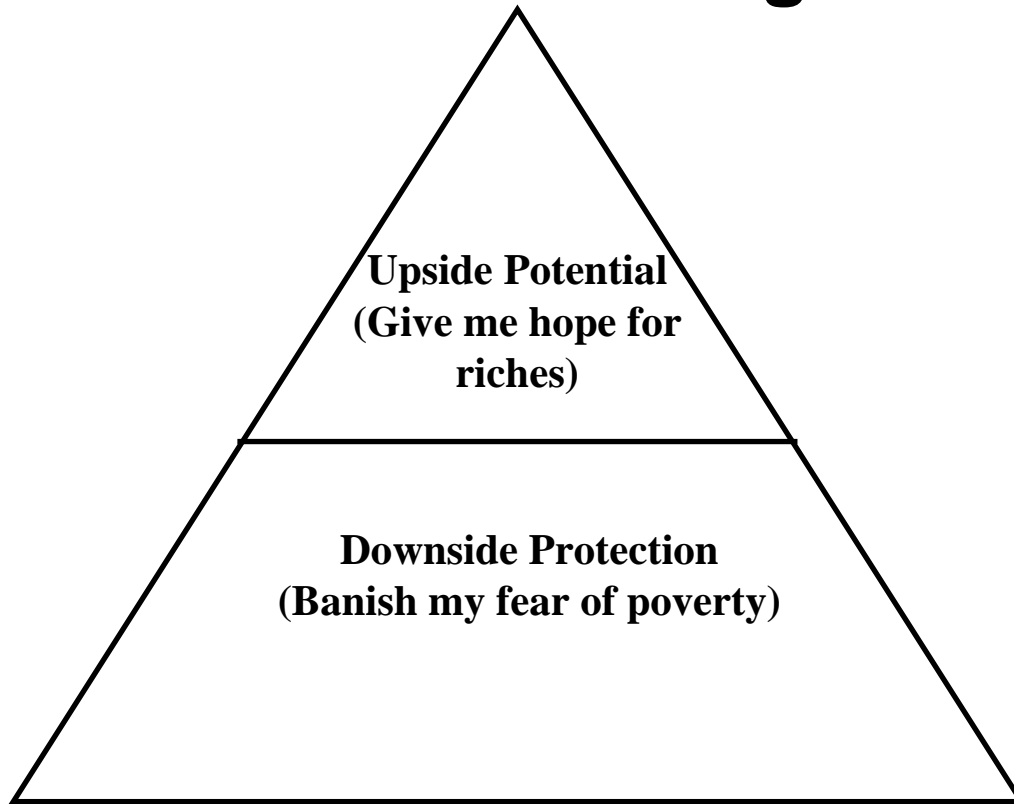 Upside Potential
(Give me hope for
riches)
Downside Protection
(Banish my fear of poverty)